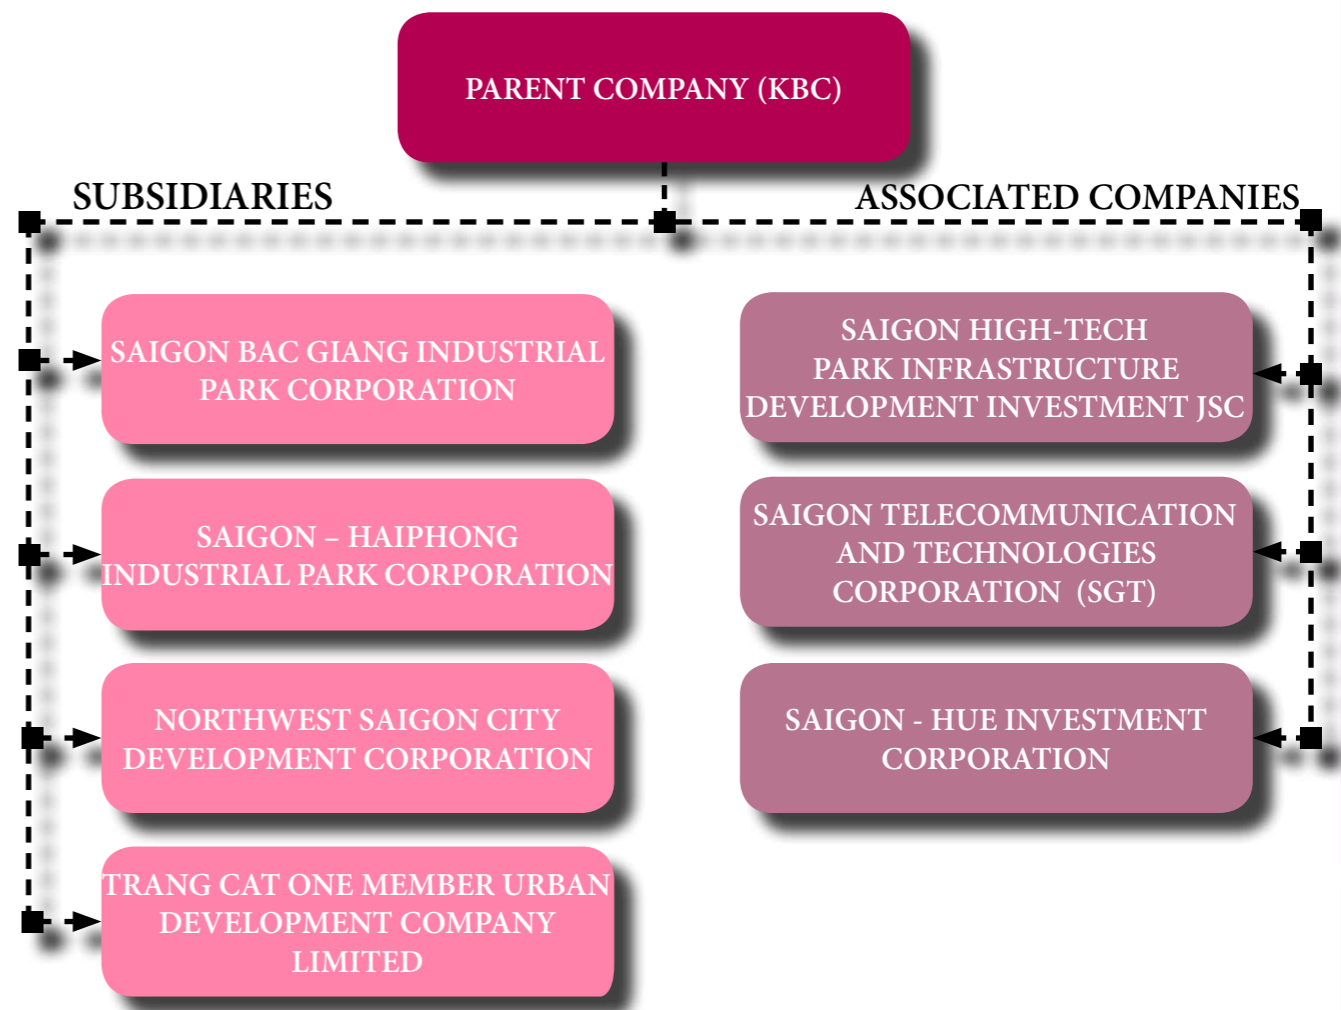 PARENT COMPANY (KBC)
SUBSIDIARIES
SAIGON BAC GIANG INDUSTRIAL
PARK CORPORATION
SAIGON – HAIPHONG
INDUSTRIAL PARK CORPORATION
NORTHWEST SAIGON CITY
DEVELOPMENT CORPORATION
TRANG CAT ONE MEMBER URBAN
DEVELOPMENT COMPANY
LIMITED
ASSOCIATED COMPANIES
SAIGON HIGH-TECH
PARK INFRASTRUCTURE
DEVELOPMENT INVESTMENT JSC
SAIGON TELECOMMUNICATION
AND TECHNOLOGIES
CORPORATION (SGT)
SAIGON - HUE INVESTMENT
CORPORATION